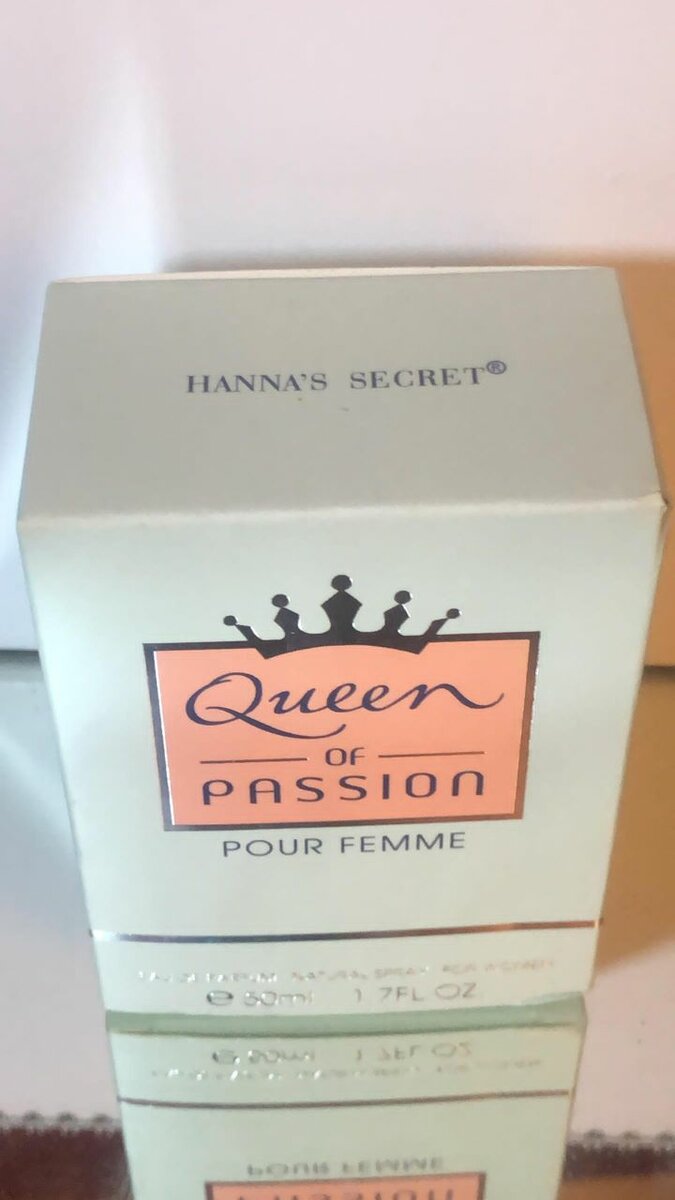 HANNA'S SECRET®
Queen
OF
PASSION
POUR FEMME
EAU DE PARFUM NATURAL SPRAY FOR WOMEN
e 50ml 1.7FL OZ